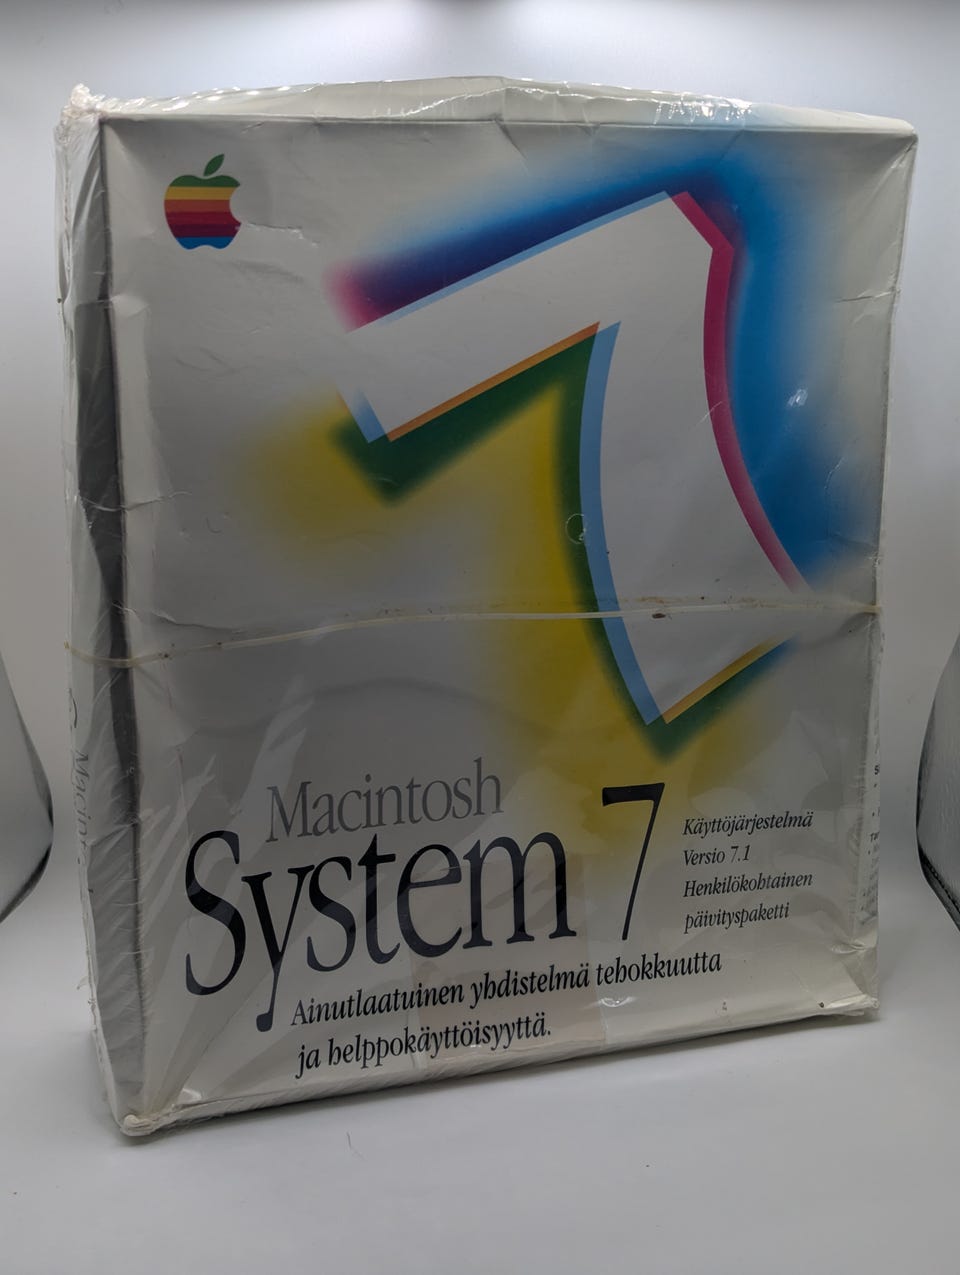 Macintosh
System 7
Käyttöjärjestelmä
Versio 7.1
Henkilökohtainen
päivityspaketti
Ainutlaatuinen yhdistelmä tehokkuutta
ja helppokäyttöisyyttä.